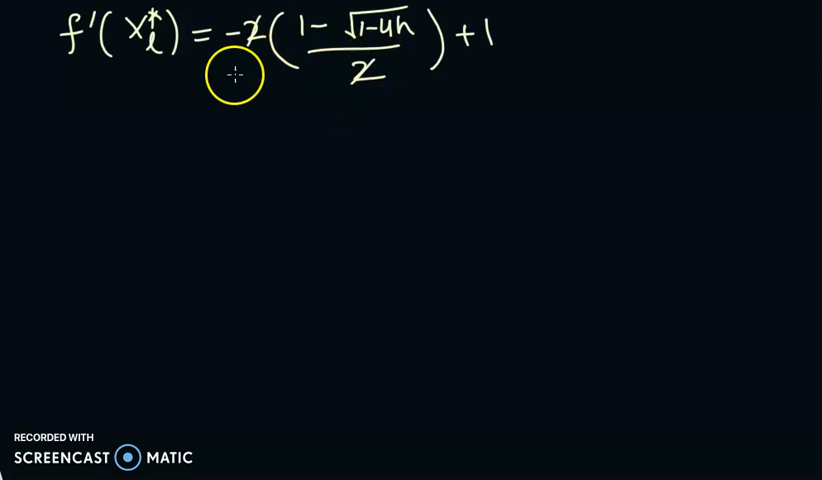 f'(x*ₗ) = -2(1 - √1-4h / 2) + 1
RECORDED WITH
SCREENCAST MATIC